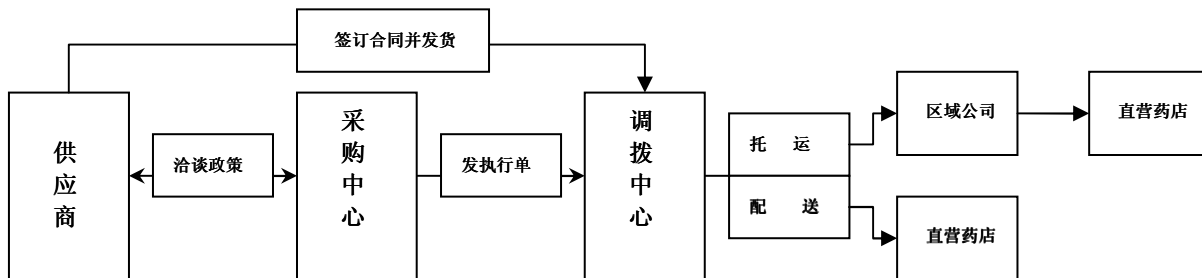 签订合同并发货
供应商
洽谈政策
采购中心
发执行单
调拨中心
托 运
配 送
区域公司
直营药店
直营药店